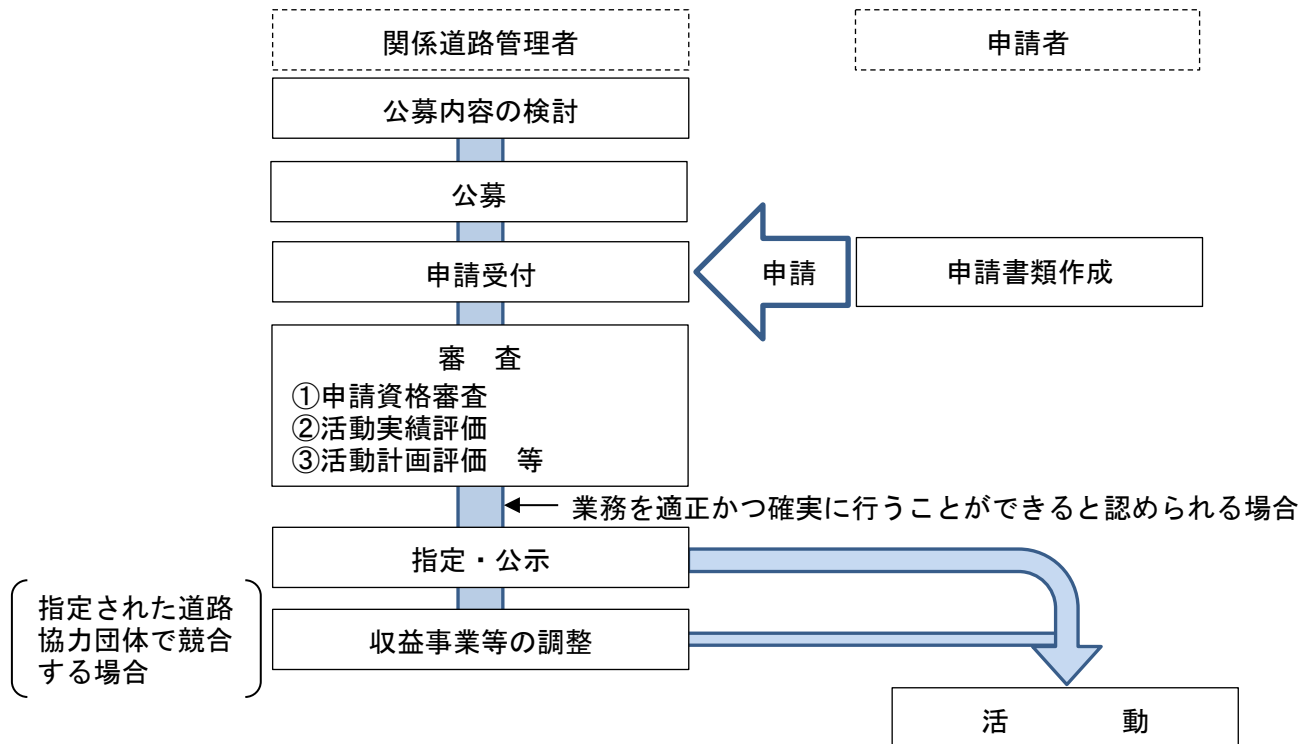 関係道路管理者
申請者
公募内容の検討
公募
申請受付
申請
申請書類作成
審　査
①申請資格審査
②活動実績評価
③活動計画評価　等
業務を適正かつ確実に行うことができると認められる場合
指定・公示
指定された道路
協力団体で競合
する場合
収益事業等の調整
活　動